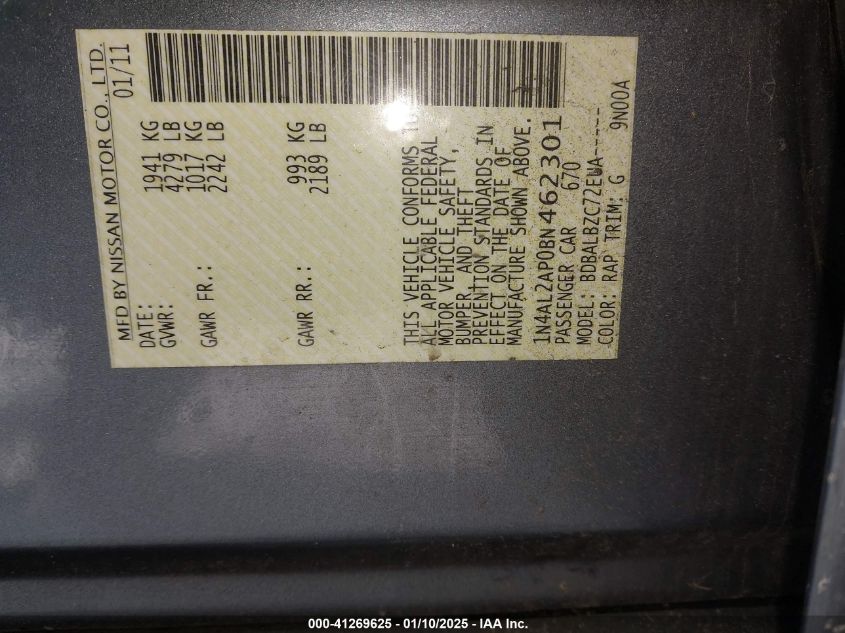 MFD BY NISSAN MOTOR CO., LTD.
DATE: 01/11
GVWR: 1941 KG
4279 LB
GAWR FR.: 1017 KG
2242 LB
GAWR RR.: 993 KG
2189 LB
THIS VEHICLE CONFORMS TO
ALL APPLICABLE FEDERAL
MOTOR VEHICLE SAFETY,
BUMPER, AND THEFT
PREVENTION STANDARDS IN
EFFECT ON THE DATE OF
MANUFACTURE SHOWN ABOVE.
1N4AL2AP0BN462301
PASSENGER CAR 670
MODEL: BDBALBZC72EUA-----
COLOR: RAP TRIM: G 9N00A
000-41269625 - 01/10/2025 - IAA Inc.